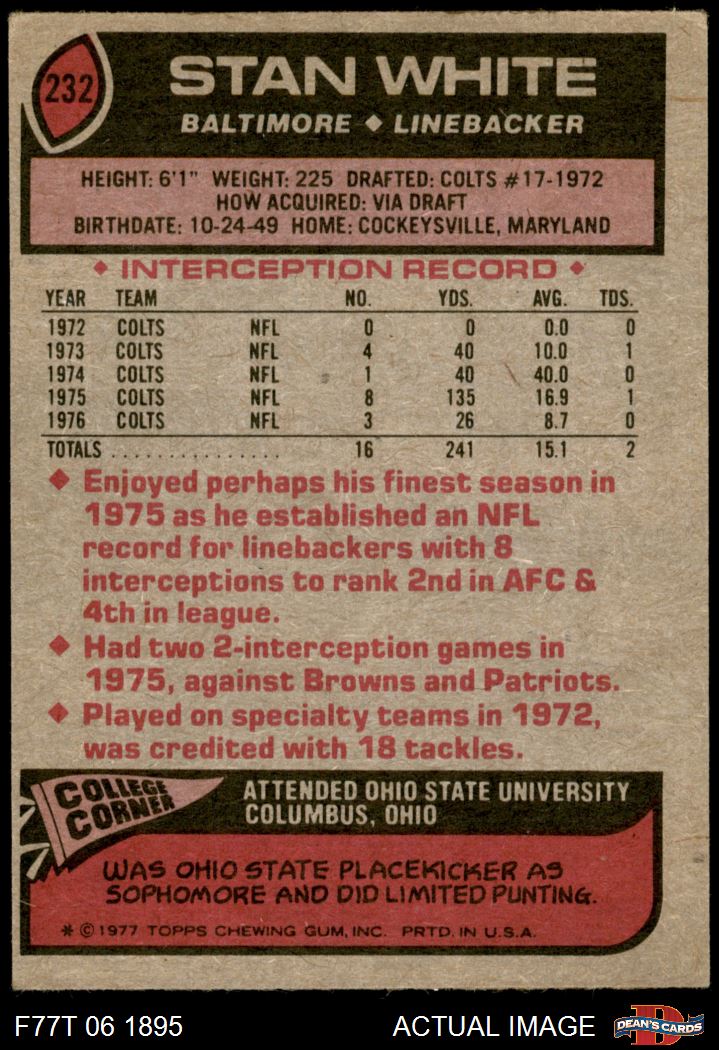 232
STAN WHITE
BALTIMORE ◆ LINEBACKER
HEIGHT: 6'1" WEIGHT: 225 DRAFTED: COLTS #17-1972
HOW ACQUIRED: VIA DRAFT
BIRTHDATE: 10-24-49 HOME: COCKEYSVILLE, MARYLAND
◆ INTERCEPTION RECORD ◆
YEAR TEAM NO. YDS. AVG. TDS.
1972 COLTS NFL 0 0 0.0 0
1973 COLTS NFL 4 40 10.0 1
1974 COLTS NFL 1 40 40.0 0
1975 COLTS NFL 8 135 16.9 1
1976 COLTS NFL 3 26 8.7 0
TOTALS . . . . . . . . . . . . . . . 16 241 15.1 2
◆ Enjoyed perhaps his finest season in
1975 as he established an NFL
record for linebackers with 8
interceptions to rank 2nd in AFC &
4th in league.
◆ Had two 2-interception games in
1975, against Browns and Patriots.
◆ Played on specialty teams in 1972,
was credited with 18 tackles.
COLLEGE
CORNER
ATTENDED OHIO STATE UNIVERSITY
COLUMBUS, OHIO
WAS OHIO STATE PLACEKICKER AS
SOPHOMORE AND DID LIMITED PUNTING.
* © 1977 TOPPS CHEWING GUM, INC. PRTD. IN U.S.A.
F77T 06 1895 ACTUAL IMAGE
D
DEAN'S CARDS